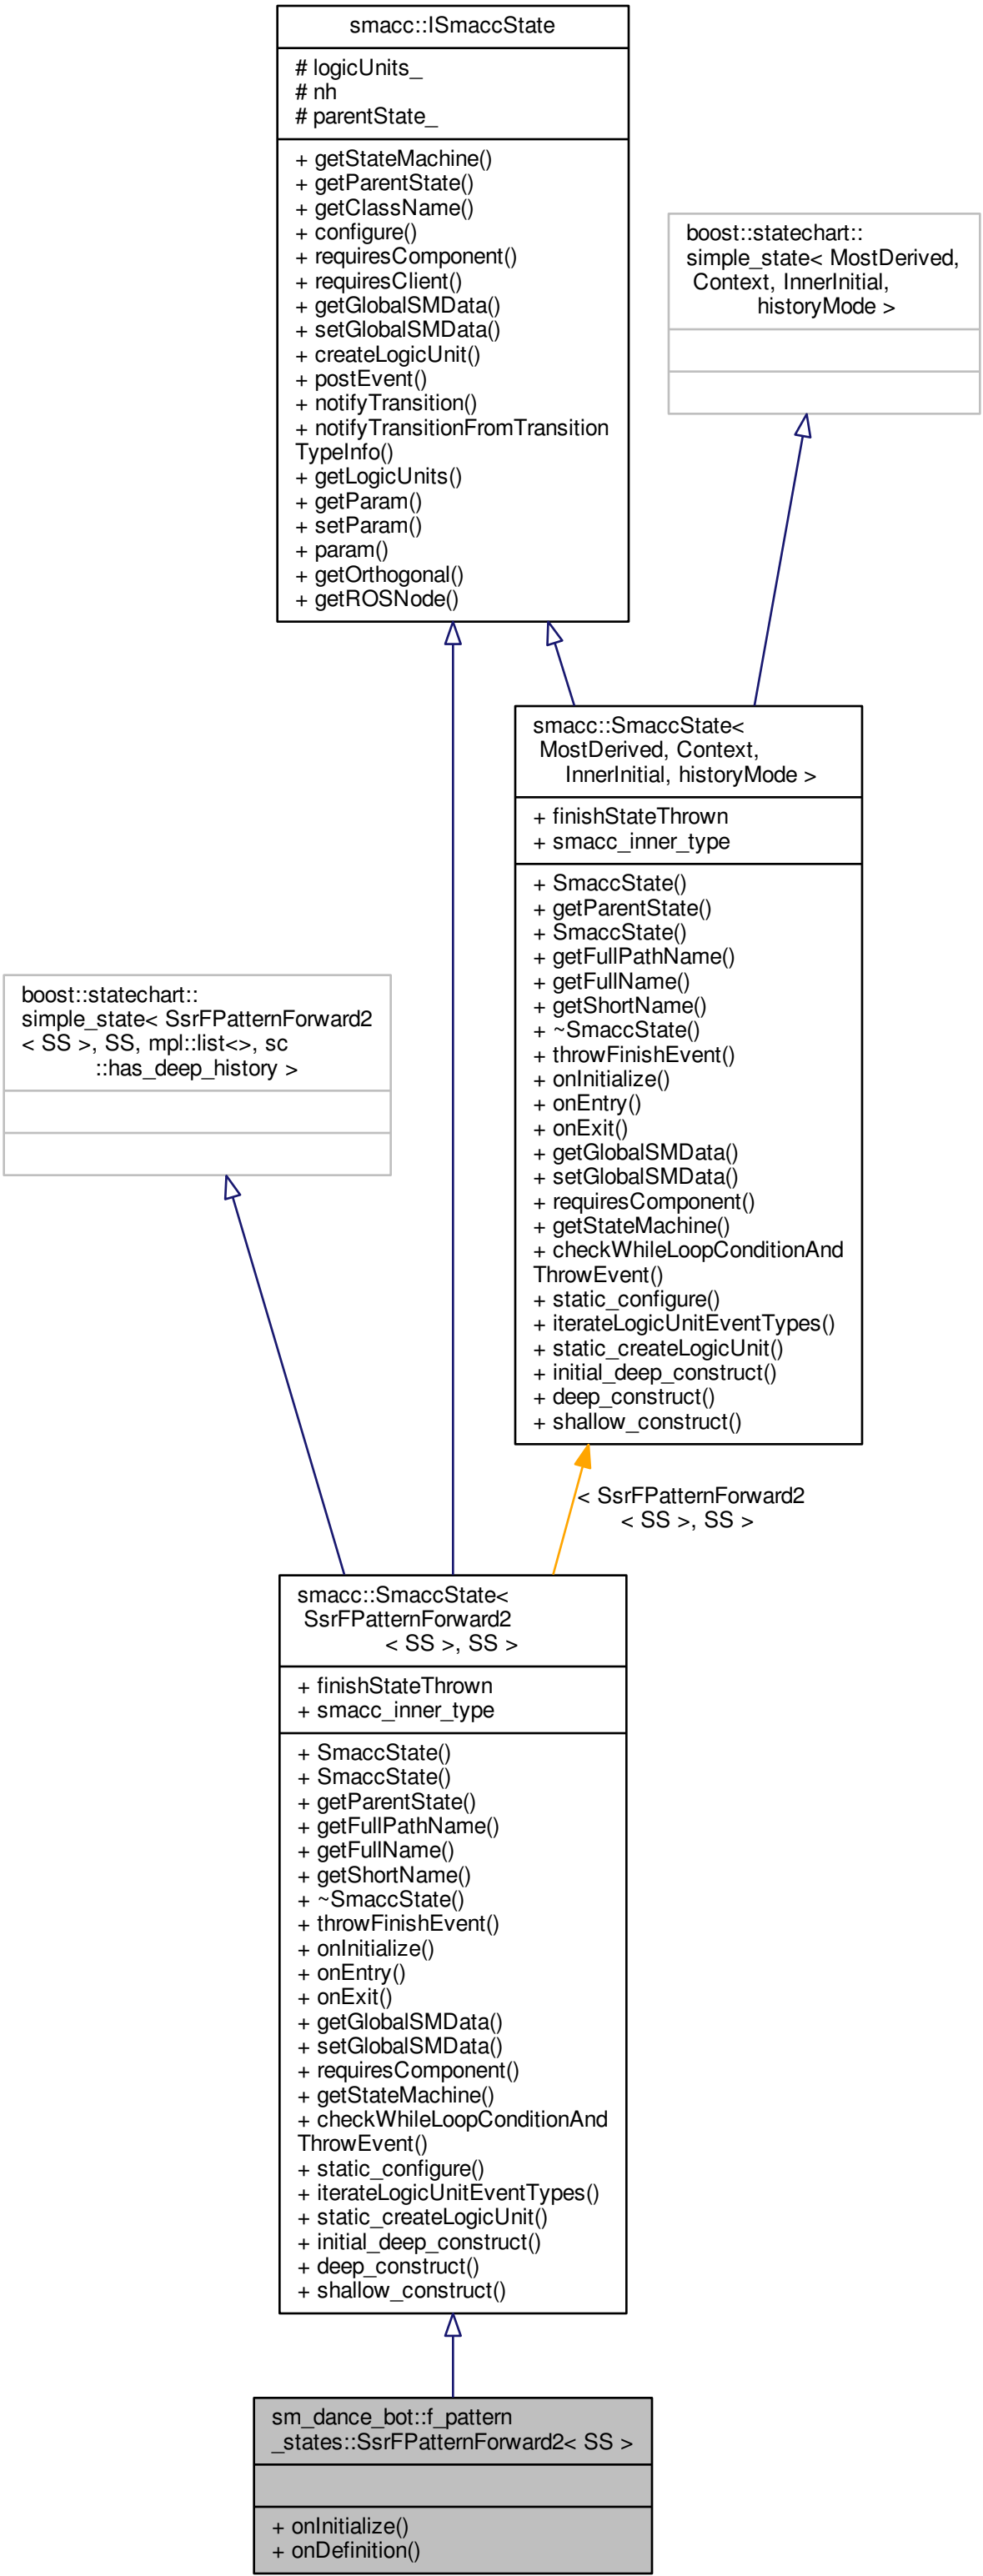 smacc::ISmaccState
# logicUnits_
# nh
# parentState_
+ getStateMachine()
+ getParentState()
+ getClassName()
+ configure()
+ requiresComponent()
+ requiresClient()
+ getGlobalSMData()
+ setGlobalSMData()
+ createLogicUnit()
+ postEvent()
+ notifyTransition()
+ notifyTransitionFromTransition
TypeInfo()
+ getLogicUnits()
+ getParam()
+ setParam()
+ param()
+ getOrthogonal()
+ getROSNode()
boost::statechart::
simple_state< MostDerived,
Context, InnerInitial,
historyMode >
smacc::SmaccState<
MostDerived, Context,
InnerInitial, historyMode >
+ finishStateThrown
+ smacc_inner_type
+ SmaccState()
+ getParentState()
+ SmaccState()
+ getFullPathName()
+ getFullName()
+ getShortName()
+ ~SmaccState()
+ throwFinishEvent()
+ onInitialize()
+ onEntry()
+ onExit()
+ getGlobalSMData()
+ setGlobalSMData()
+ requiresComponent()
+ getStateMachine()
+ checkWhileLoopConditionAnd
ThrowEvent()
+ static_configure()
+ iterateLogicUnitEventTypes()
+ static_createLogicUnit()
+ initial_deep_construct()
+ deep_construct()
+ shallow_construct()
boost::statechart::
simple_state< SsrFPatternForward2
< SS >, SS, mpl::list<>, sc
::has_deep_history >
< SsrFPatternForward2
< SS >, SS >
smacc::SmaccState<
SsrFPatternForward2
< SS >, SS >
+ finishStateThrown
+ smacc_inner_type
+ SmaccState()
+ SmaccState()
+ getParentState()
+ getFullPathName()
+ getFullName()
+ getShortName()
+ ~SmaccState()
+ throwFinishEvent()
+ onInitialize()
+ onEntry()
+ onExit()
+ getGlobalSMData()
+ setGlobalSMData()
+ requiresComponent()
+ getStateMachine()
+ checkWhileLoopConditionAnd
ThrowEvent()
+ static_configure()
+ iterateLogicUnitEventTypes()
+ static_createLogicUnit()
+ initial_deep_construct()
+ deep_construct()
+ shallow_construct()
sm_dance_bot::f_pattern
_states::SsrFPatternForward2< SS >
+ onInitialize()
+ onDefinition()